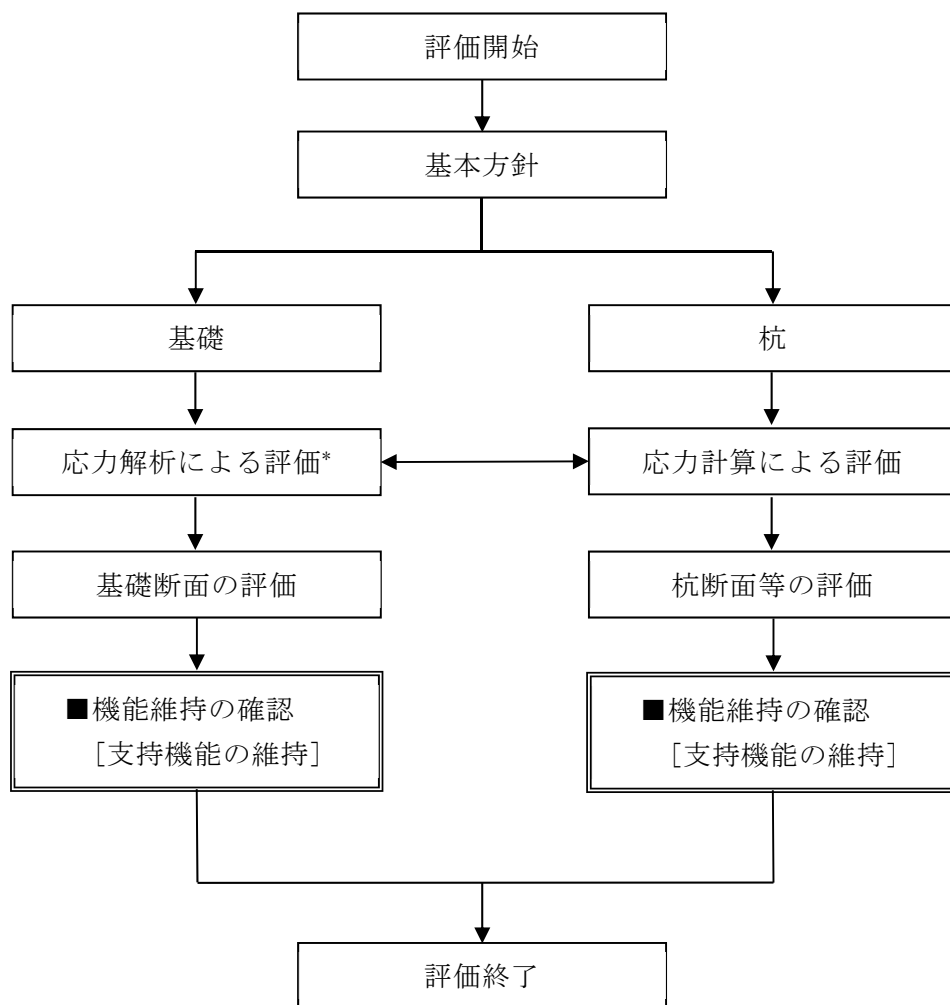 評価開始
基本方針
基礎
杭
応力解析による評価*
応力計算による評価
基礎断面の評価
杭断面等の評価
■機能維持の確認
［支持機能の維持］
■機能維持の確認
［支持機能の維持］
評価終了